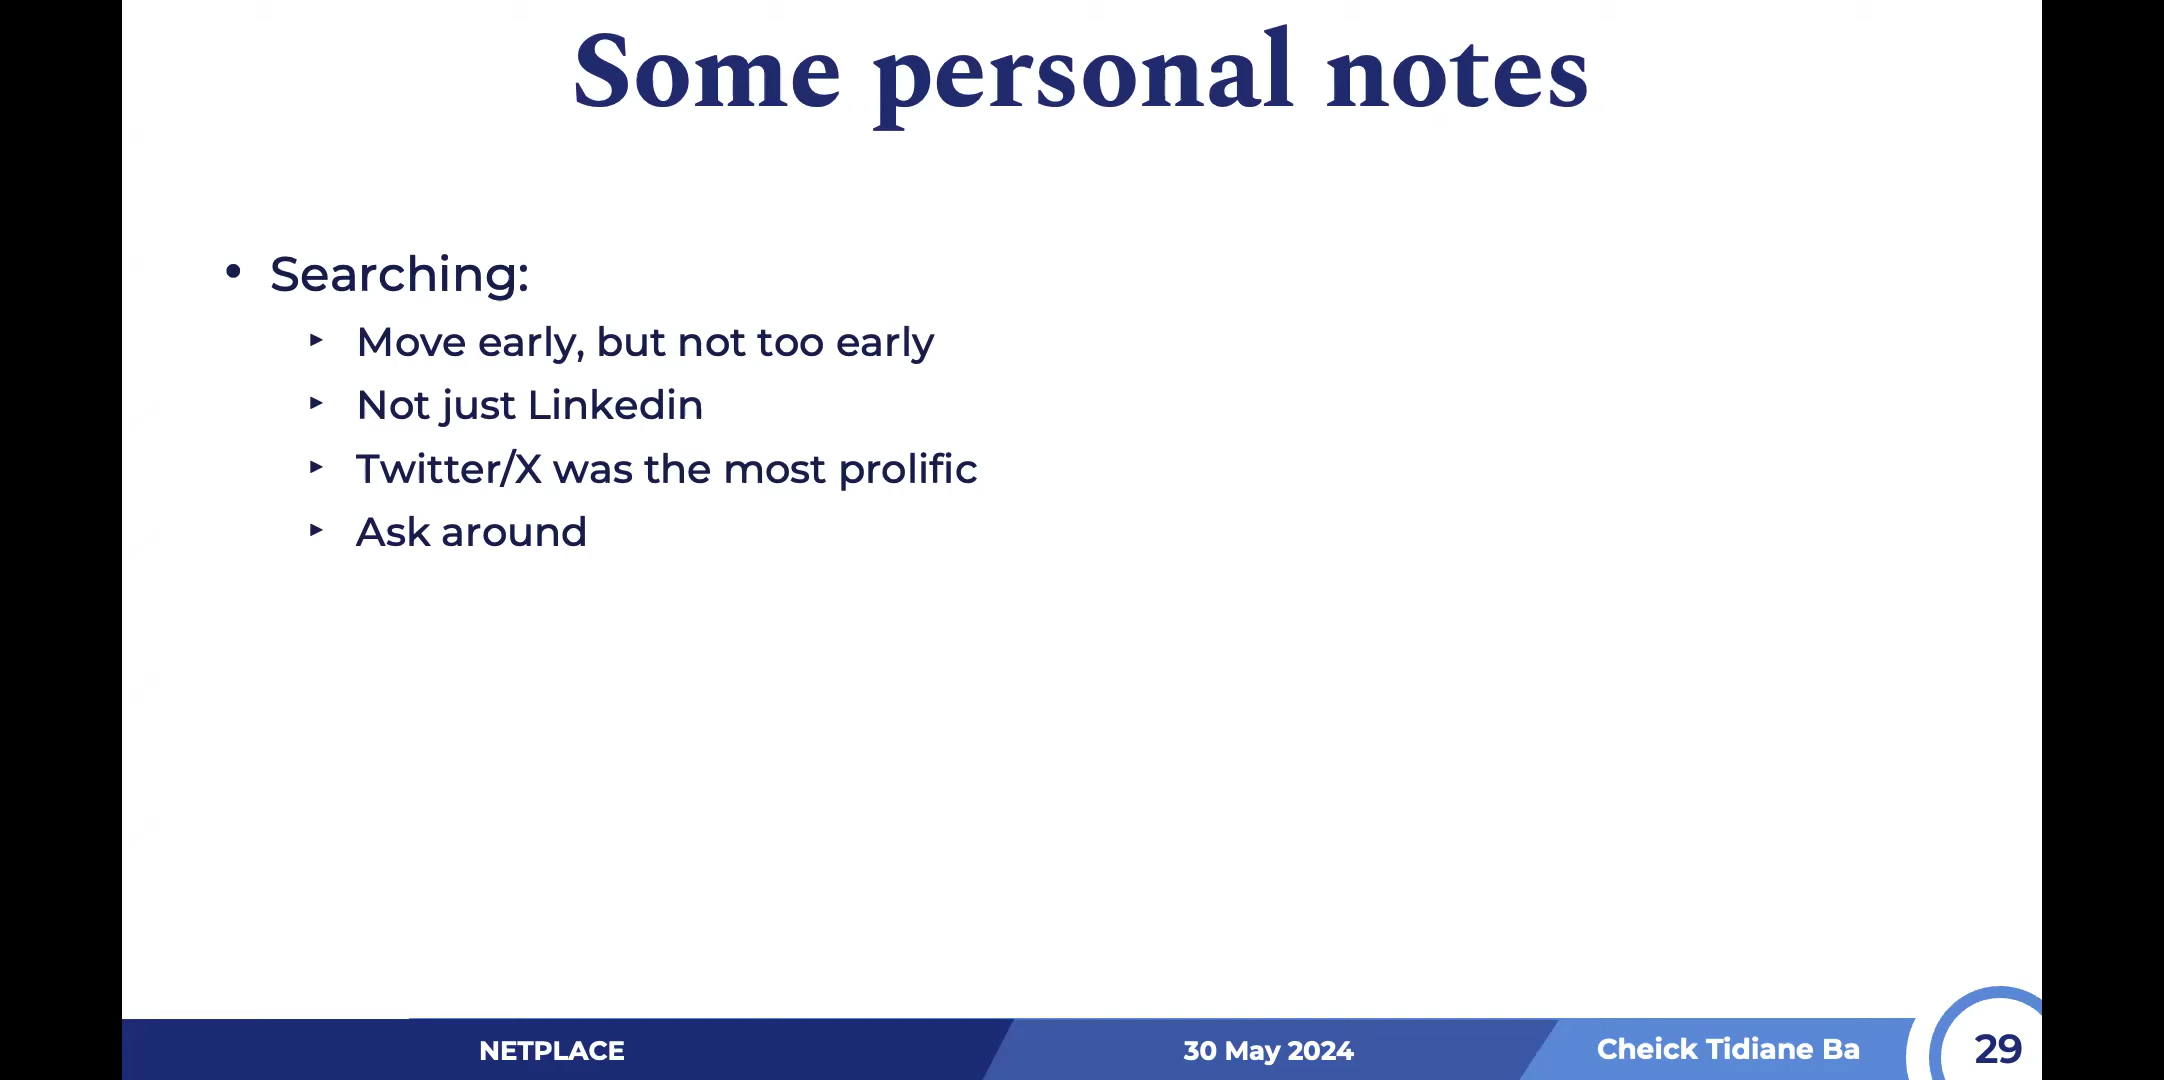 Some personal notes
• Searching:
▸ Move early, but not too early
▸ Not just Linkedin
▸ Twitter/X was the most prolific
▸ Ask around
NETPLACE
30 May 2024
Cheick Tidiane Ba
29